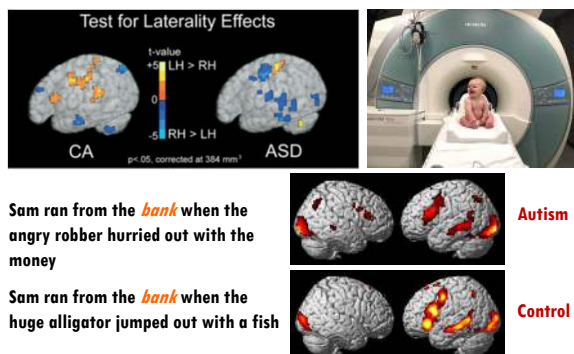 Test for Laterality Effects
t-value
+5 LH > RH
0
-5 RH > LH
CA
ASD
p<.05, corrected at 384 mm³
Sam ran from the bank when the
angry robber hurried out with the
money
Autism
Sam ran from the bank when the
huge alligator jumped out with a fish
Control